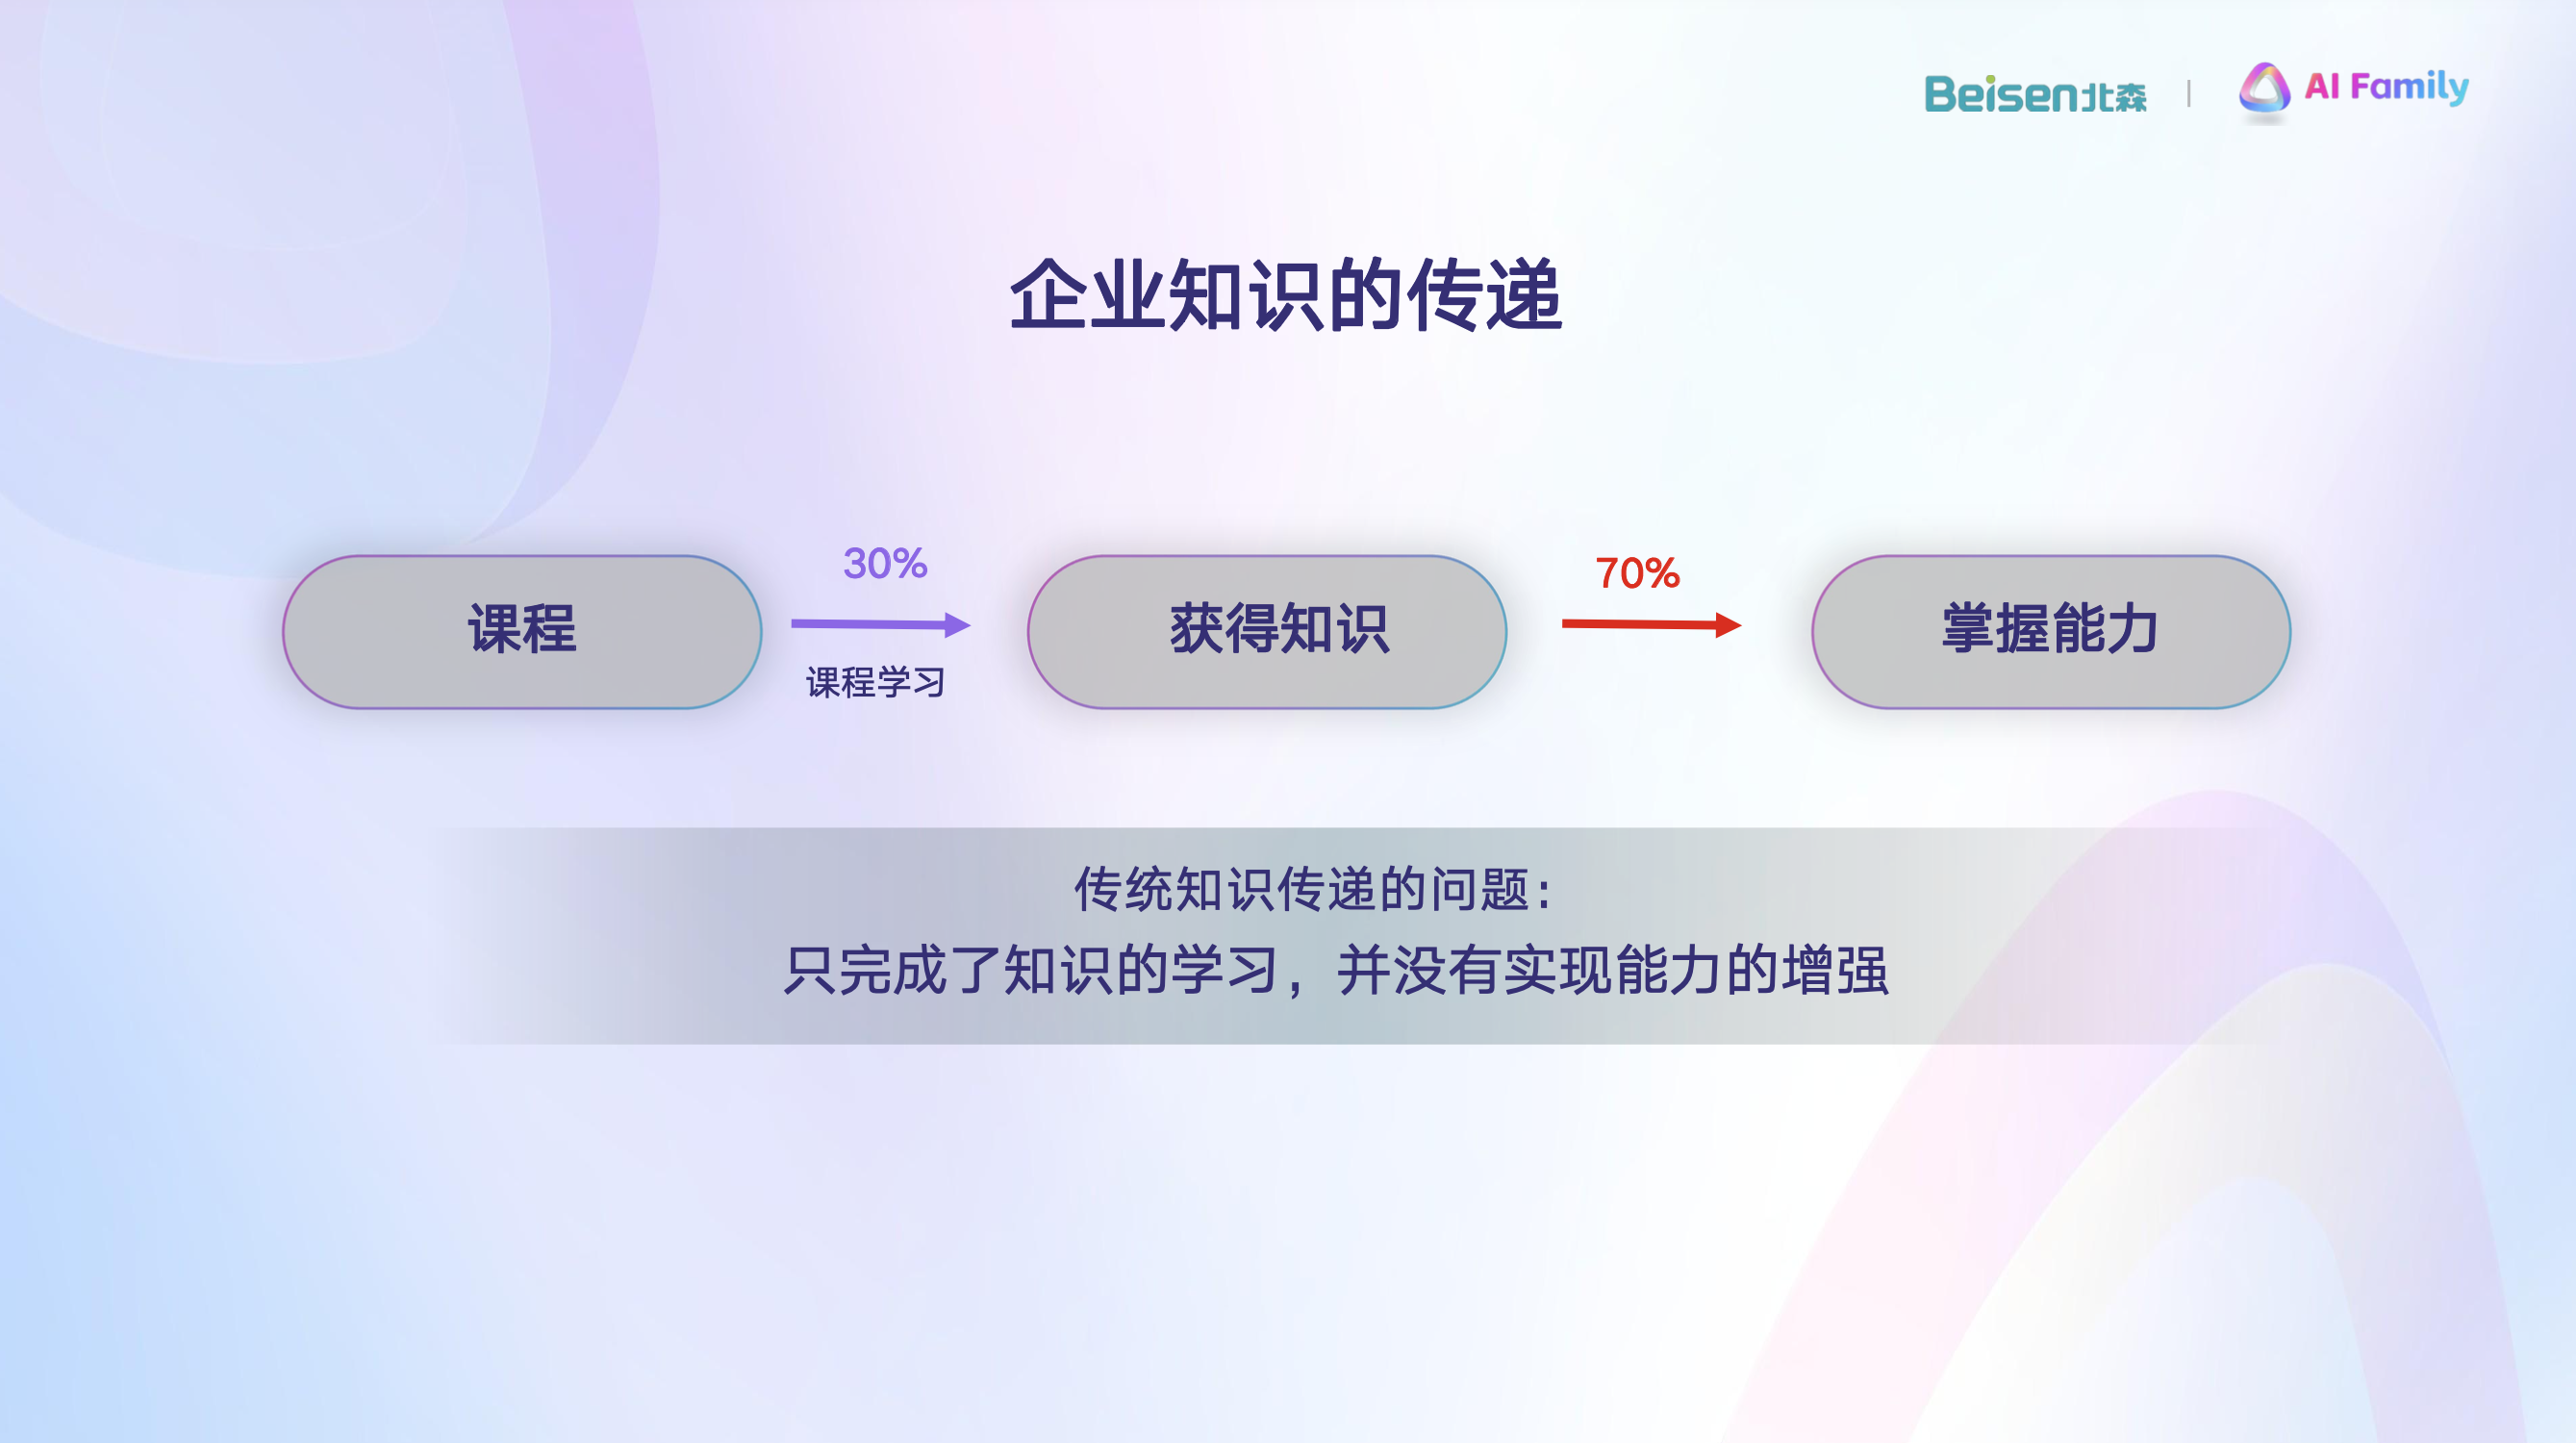 Beisen北森 | AI Family
企业知识的传递
课程
30%
课程学习
获得知识
70%
掌握能力
传统知识传递的问题：
只完成了知识的学习，并没有实现能力的增强